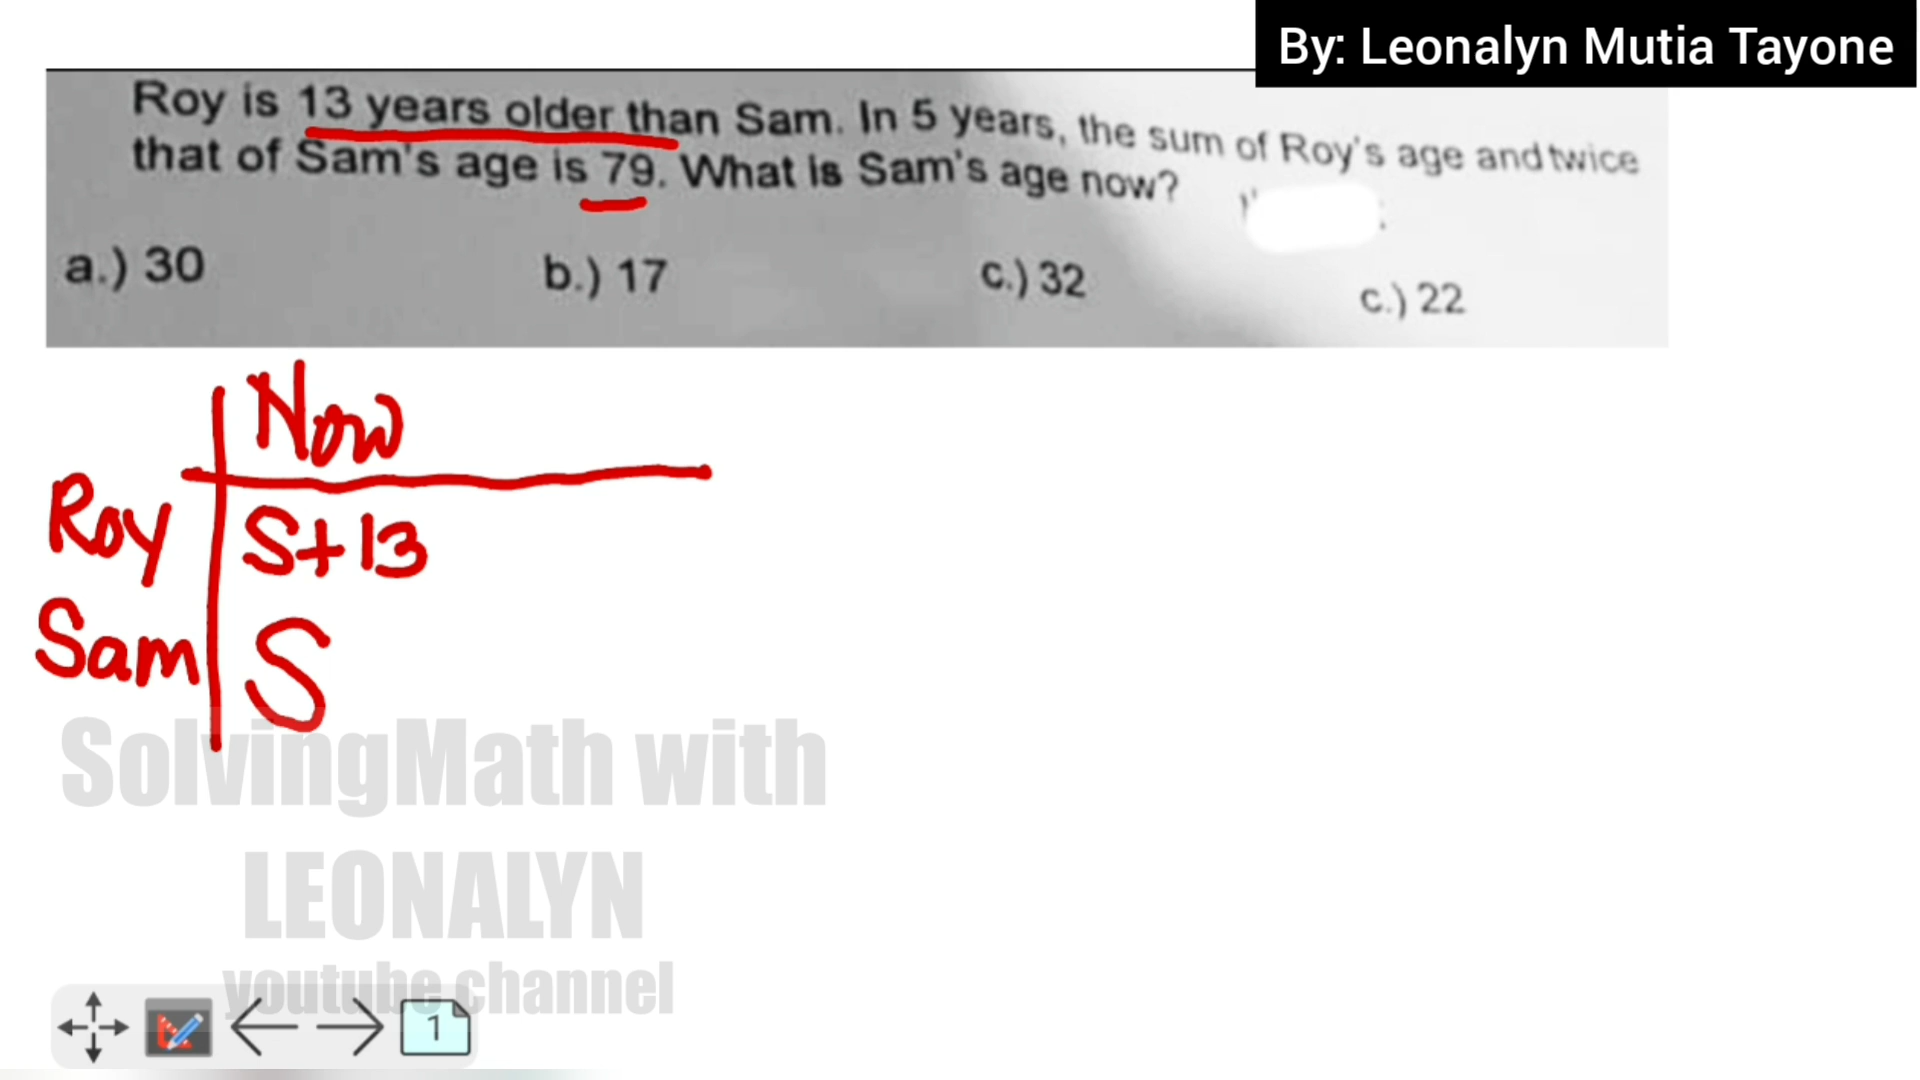 By: Leonalyn Mutia Tayone
Roy is 13 years older than Sam. In 5 years, the sum of Roy's age and twice
that of Sam's age is 79. What is Sam's age now?
a.) 30 b.) 17 c.) 32 c.) 22
Now
Roy S+13
Sam S
SolvingMath with
LEONALYN
youtube channel
1